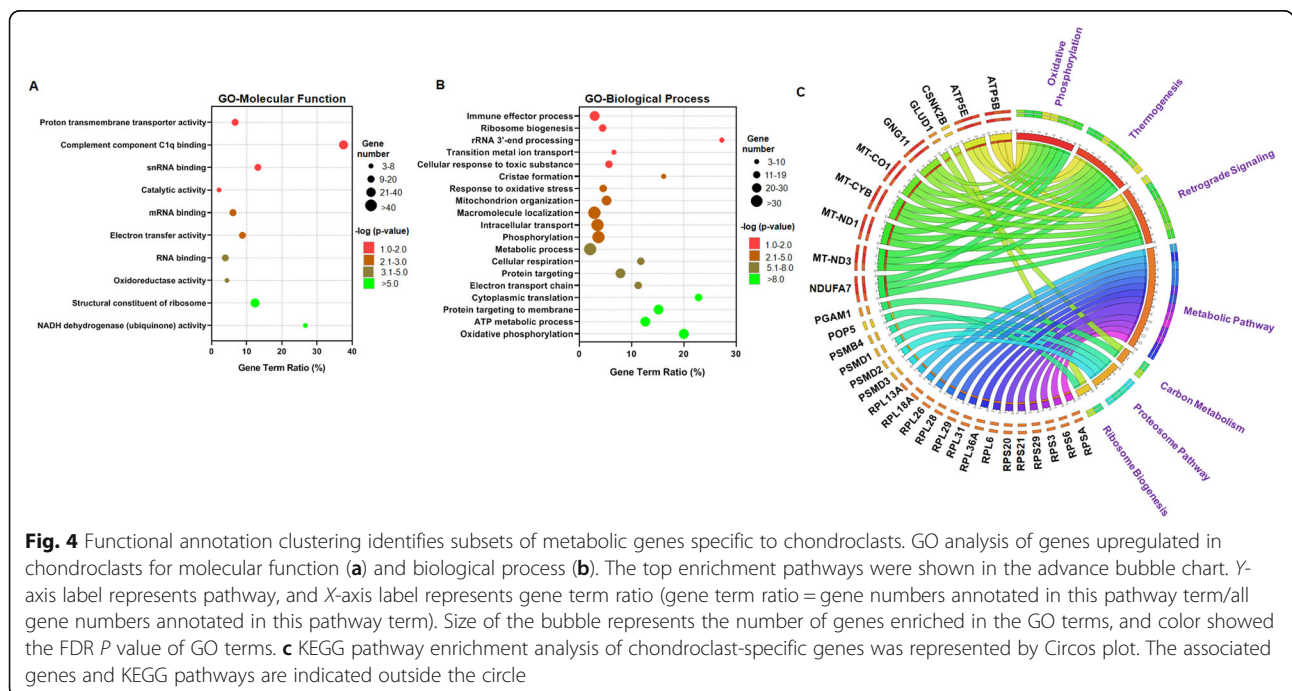 A
GO-Molecular Function
Proton transmembrane transporter activity
Complement component C1q binding
snRNA binding
Catalytic activity
mRNA binding
Electron transfer activity
RNA binding
Oxidoreductase activity
Structural constituent of ribosome
NADH dehydrogenase (ubiquinone) activity
0 10 20 30 40
Gene Term Ratio (%)
Gene
number
3-8
9-20
21-40
>40
-log (p-value)
1.0-2.0
2.1-3.0
3.1-5.0
>5.0
B
GO-Biological Process
Immune effector process
Ribosome biogenesis
rRNA 3'-end processing
Transition metal ion transport
Cellular response to toxic substance
Cristae formation
Response to oxidative stress
Mitochondrion organization
Macromolecule localization
Intracellular transport
Phosphorylation
Metabolic process
Cellular respiration
Protein targeting
Electron transport chain
Cytoplasmic translation
Protein targeting to membrane
ATP metabolic process
Oxidative phosphorylation
0 10 20 30
Gene Term Ratio (%)
Gene
number
3-10
11-19
20-30
>30
-log (p-value)
1.0-2.0
2.1-5.0
5.1-8.0
>8.0
C
ATP5B
ATP5E
CSNK2B
GLUD1
GNG11
MT-CO1
MT-CYB
MT-ND1
MT-ND3
NDUFA7
PGAM1
POP5
PSMB4
PSMD1
PSMD2
PSMD3
RPL13A
RPL18A
RPL26
RPL28
RPL29
RPL31
RPL36A
RPL6
RPS20
RPS21
RPS29
RPS3
RPS6
RPSA
Oxidative
Phosphorylation
Thermogenesis
Retrograde Signaling
Metabolic Pathway
Carbon Metabolism
Proteosome Pathway
Ribosome Biogenesis
Fig. 4 Functional annotation clustering identifies subsets of metabolic genes specific to chondroclasts. GO analysis of genes upregulated in
chondroclasts for molecular function (a) and biological process (b). The top enrichment pathways were shown in the advance bubble chart. Y-
axis label represents pathway, and X-axis label represents gene term ratio (gene term ratio = gene numbers annotated in this pathway term/all
gene numbers annotated in this pathway term). Size of the bubble represents the number of genes enriched in the GO terms, and color showed
the FDR P value of GO terms. c KEGG pathway enrichment analysis of chondroclast-specific genes was represented by Circos plot. The associated
genes and KEGG pathways are indicated outside the circle